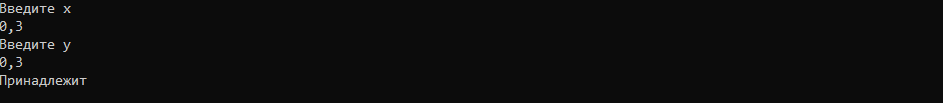 Введите x
0,3
Введите y
0,3
Принадлежит